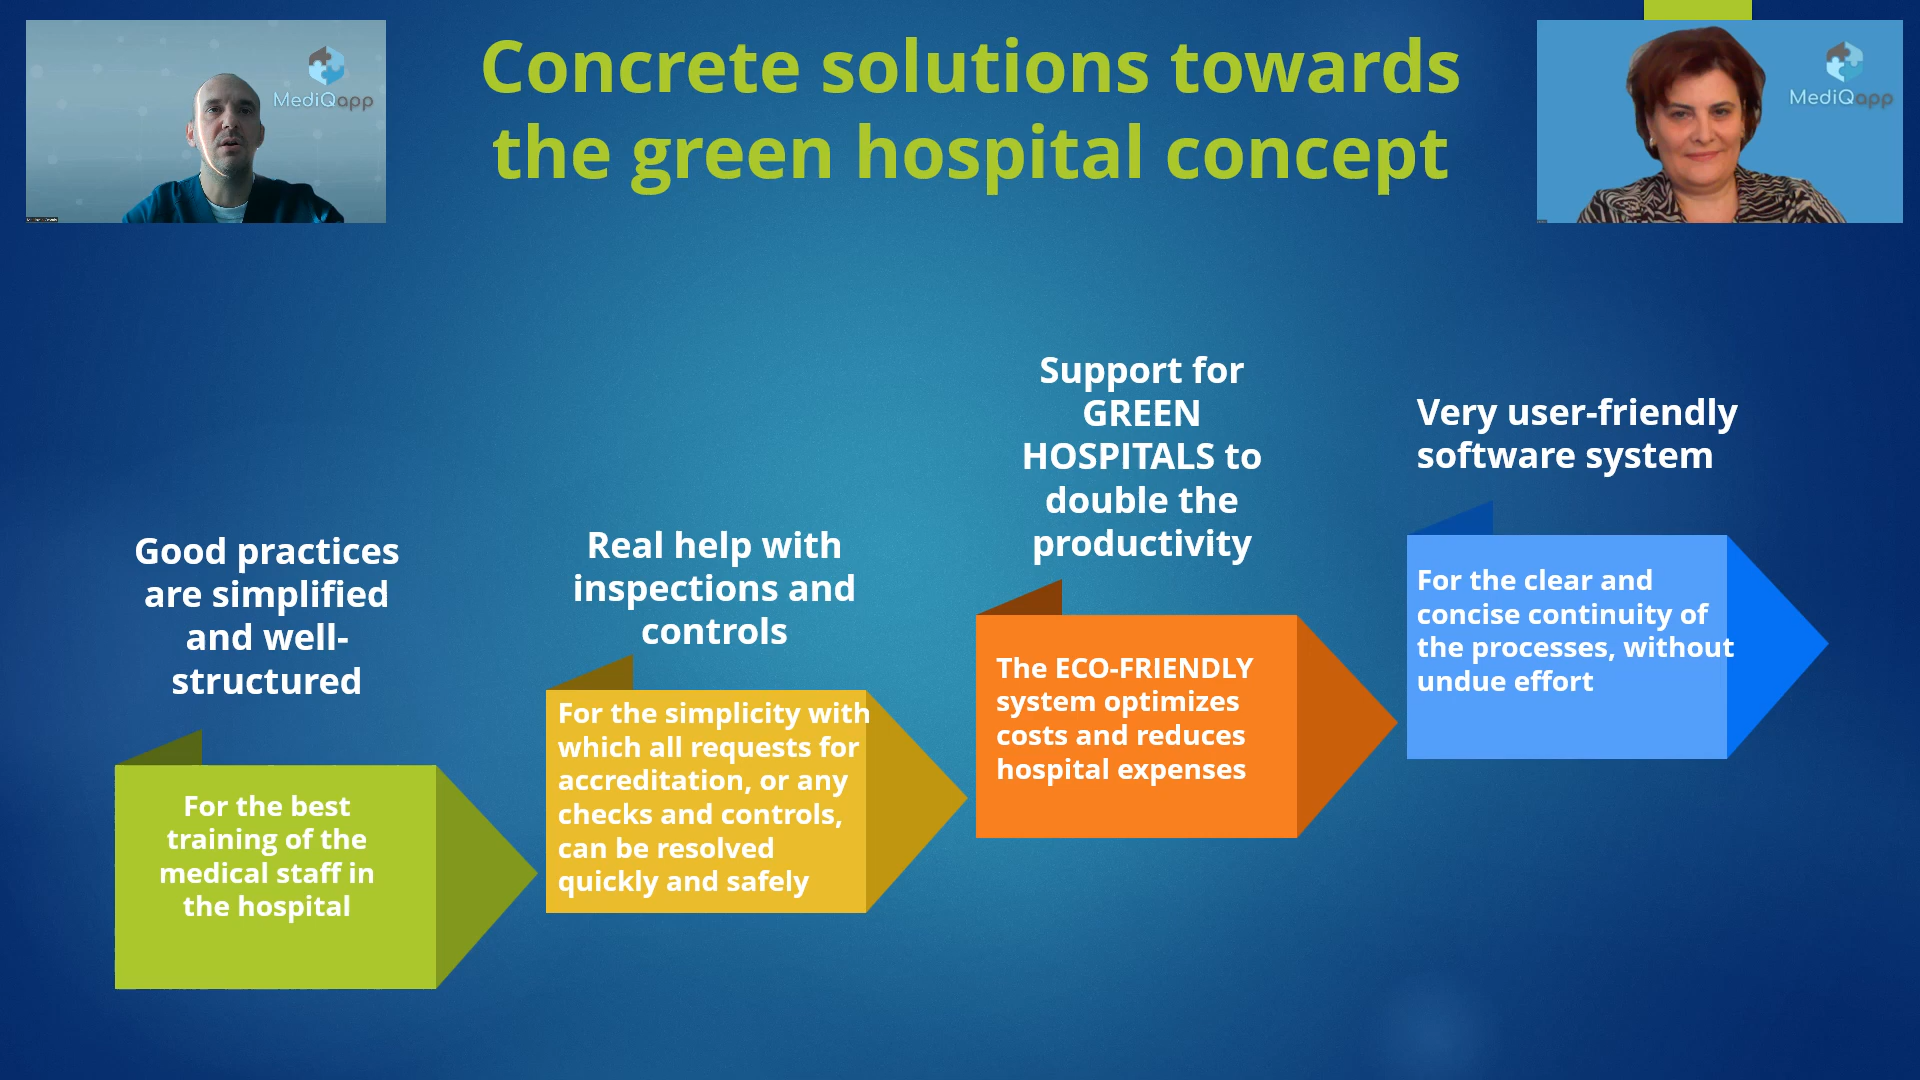 MediQapp
Concrete solutions towards
the green hospital concept
MediQapp
Good practices
are simplified
and well-
structured
For the best
training of the
medical staff in
the hospital
Real help with
inspections and
controls
For the simplicity with
which all requests for
accreditation, or any
checks and controls,
can be resolved
quickly and safely
Support for
GREEN
HOSPITALS to
double the
productivity
The ECO-FRIENDLY
system optimizes
costs and reduces
hospital expenses
Very user-friendly
software system
For the clear and
concise continuity of
the processes, without
undue effort